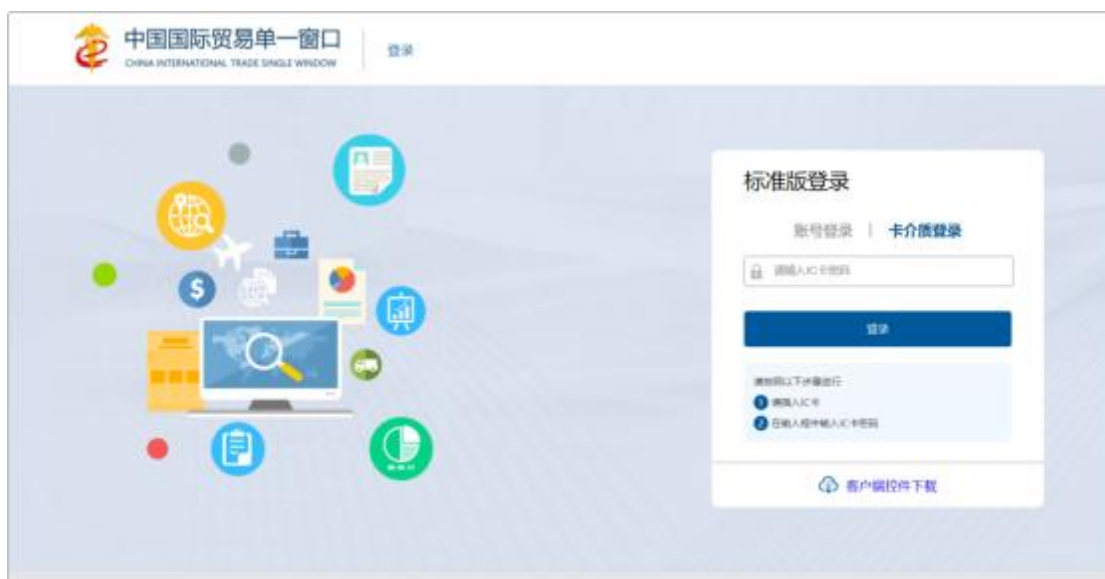 中国国际贸易单一窗口
CHINA INTERNATIONAL TRADE SINGLE WINDOW
登录
标准版登录
账号登录 | 卡介质登录
请输入IC卡密码
登录
请按照以下步骤进行
1 请插入IC卡
2 在输入框中输入IC卡密码
客户端控件下载